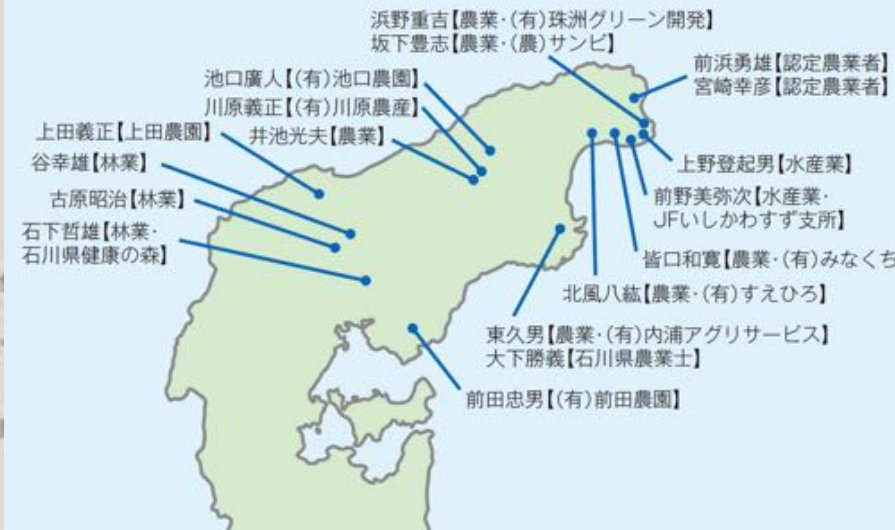 浜野重吉【農業・(有)珠洲グリーン開発】
坂下豊志【農業・(農)サンビ】
前浜勇雄【認定農業者】
宮崎幸彦【認定農業者】
池口廣人【(有)池口農園】
川原義正【(有)川原農産】
上田義正【上田農園】
井池光夫【農業】
谷幸雄【林業】
上野登起男【水産業】
古原昭治【林業】
前野美弥次【水産業・
JFいしかわすず支所】
石下哲雄【林業・
石川県健康の森】
皆口和寛【農業・(有)みなくち
北風八紘【農業・(有)すえひろ】
東久男【農業・(有)内浦アグリサービス】
大下勝義【石川県農業士】
前田忠男【(有)前田農園】